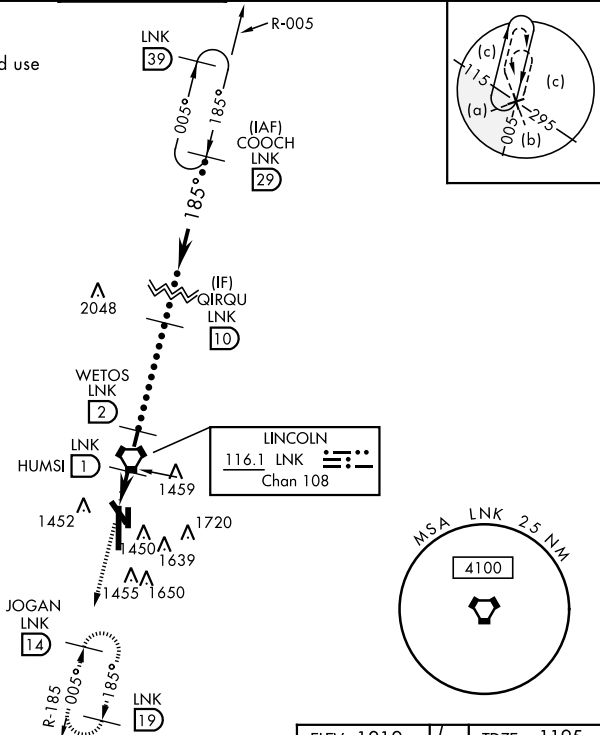 d use
LNK
39
R-005
005°
185°
(IAF)
COOCH
LNK
29
185°
(c)
115
(c)
(a)
295
005
(b)
2048
(IF)
QIRQU
LNK
10
WETOS
LNK
2
LNK
HUMSI 1
1459
LINCOLN
116.1 LNK
Chan 108
1452
1720
1450
1639
1455
1650
MSA LNK 25 NM
4100
JOGAN
LNK
14
R-185
005°
185°
LNK
19